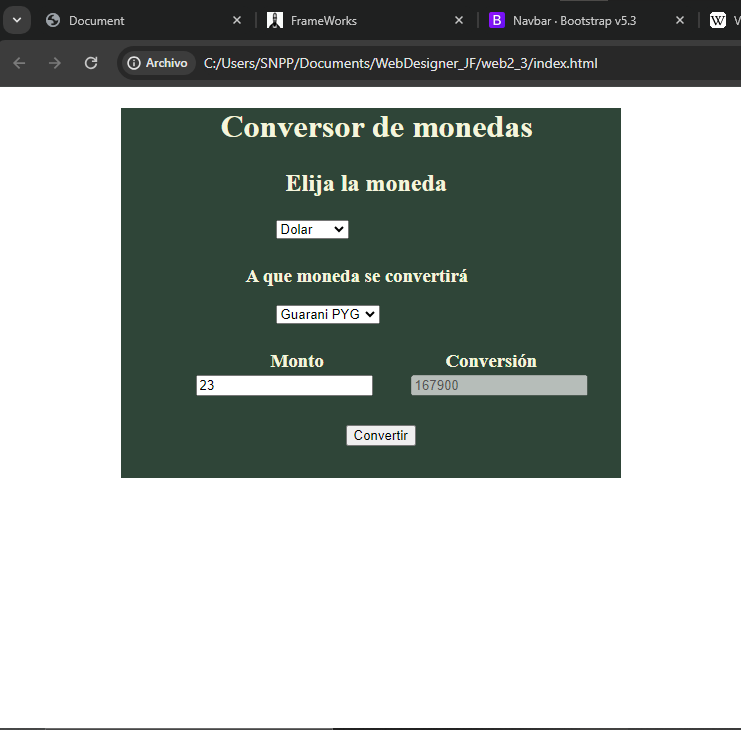 Document
FrameWorks
Navbar · Bootstrap v5.3
Archivo C:/Users/SNPP/Documents/WebDesigner_JF/web2_3/index.html
Conversor de monedas
Elija la moneda
Dolar
A que moneda se convertirá
Guarani PYG
Monto Conversión
23 167900
Convertir